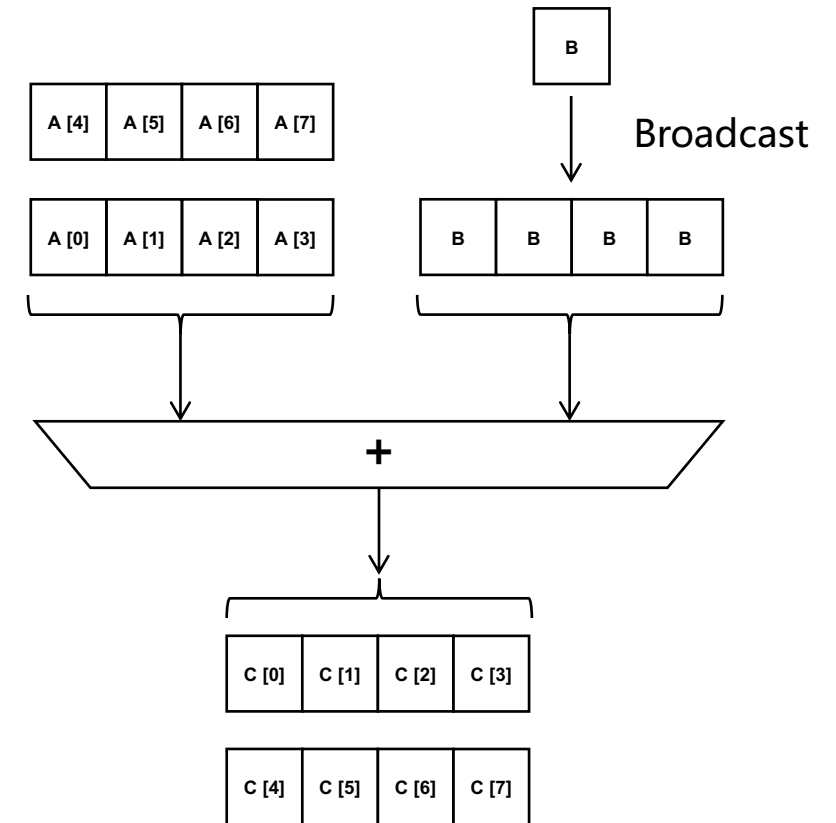 B
A [4] A [5] A [6] A [7]
Broadcast
A [0] A [1] A [2] A [3]
B B B B
+
C [0] C [1] C [2] C [3]
C [4] C [5] C [6] C [7]